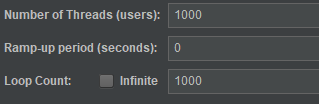 Number of Threads (users): 1000
Ramp-up period (seconds): 0
Loop Count: Infinite 1000